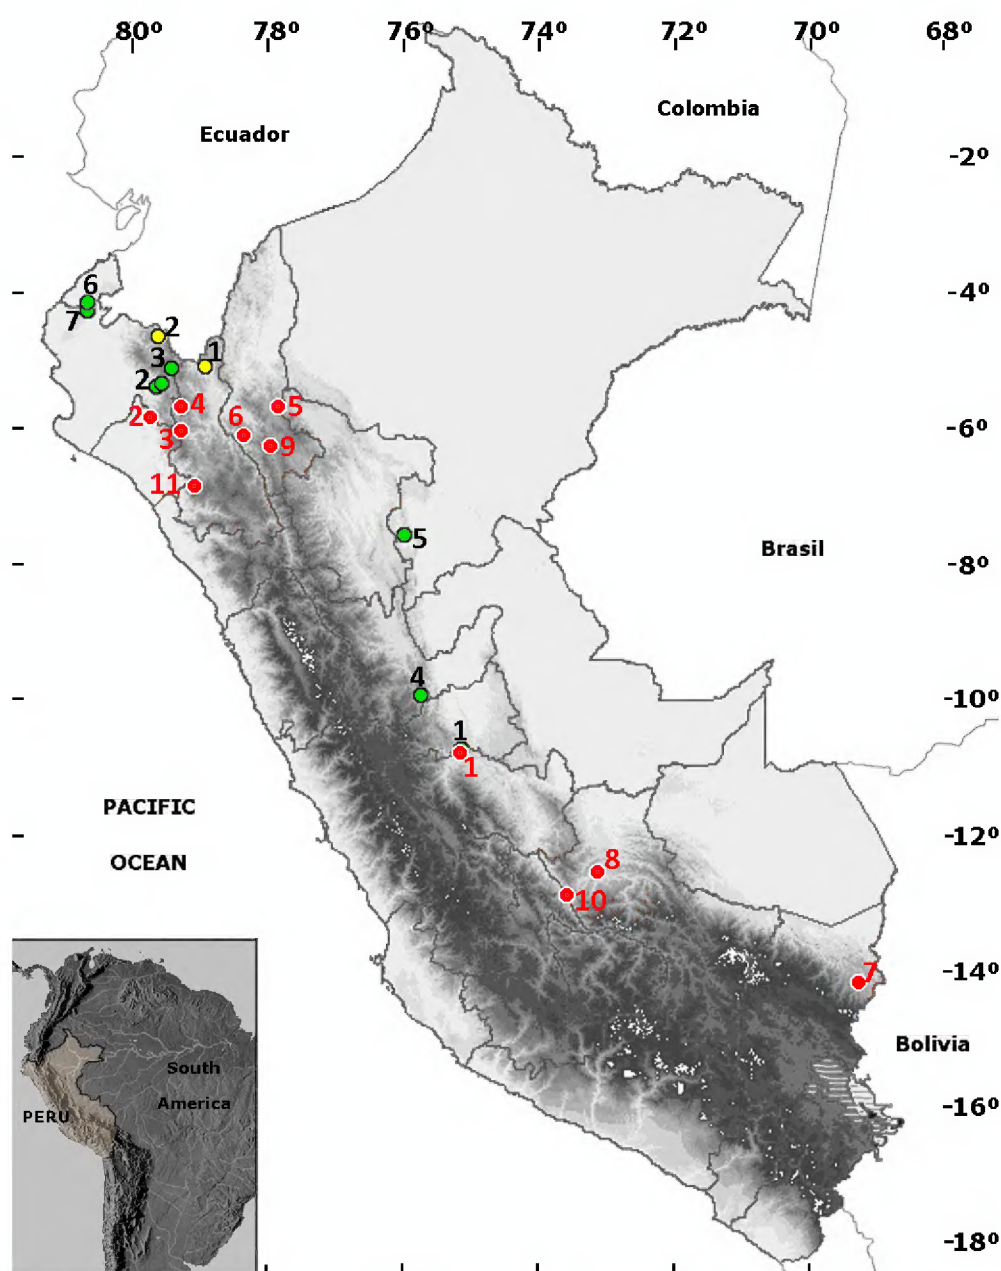 80º 78º 76º 74º 72º 70º 68º
Colombia
Ecuador
-2º
6
-4º
7
2
3 1
2
4 5
2 6 -6º
3 9
11
5
Brasil
-8º
4
-10º
1
1
PACIFIC
-12º
OCEAN
8
10
7 -14º
Bolivia
South
America
PERU
-16º
-18º